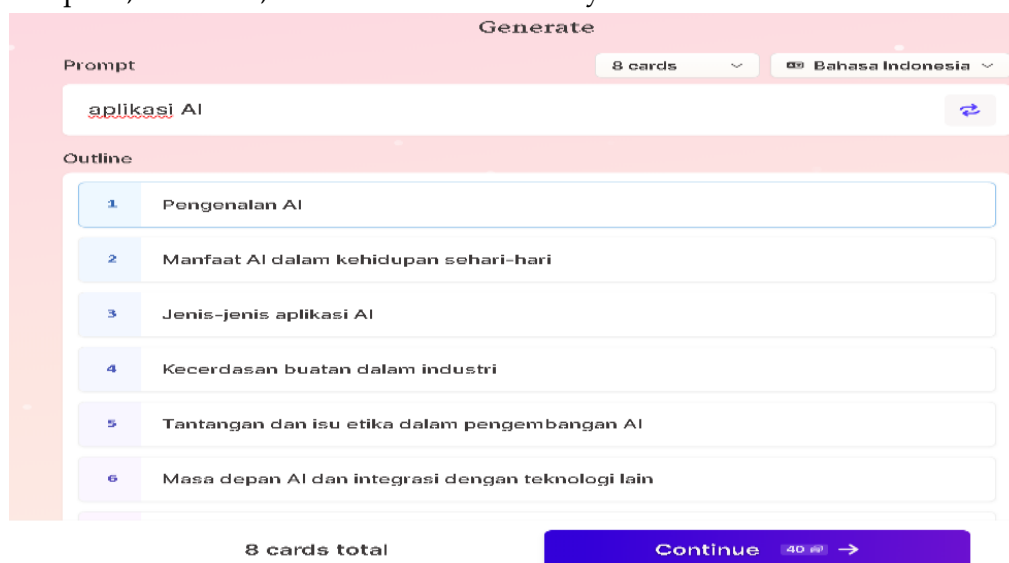 Generate
Prompt 8 cards Bahasa Indonesia
aplikasi AI
Outline
1 Pengenalan AI
2 Manfaat AI dalam kehidupan sehari-hari
3 Jenis-jenis aplikasi AI
4 Kecerdasan buatan dalam industri
5 Tantangan dan isu etika dalam pengembangan AI
6 Masa depan AI dan integrasi dengan teknologi lain
8 cards total Continue 40